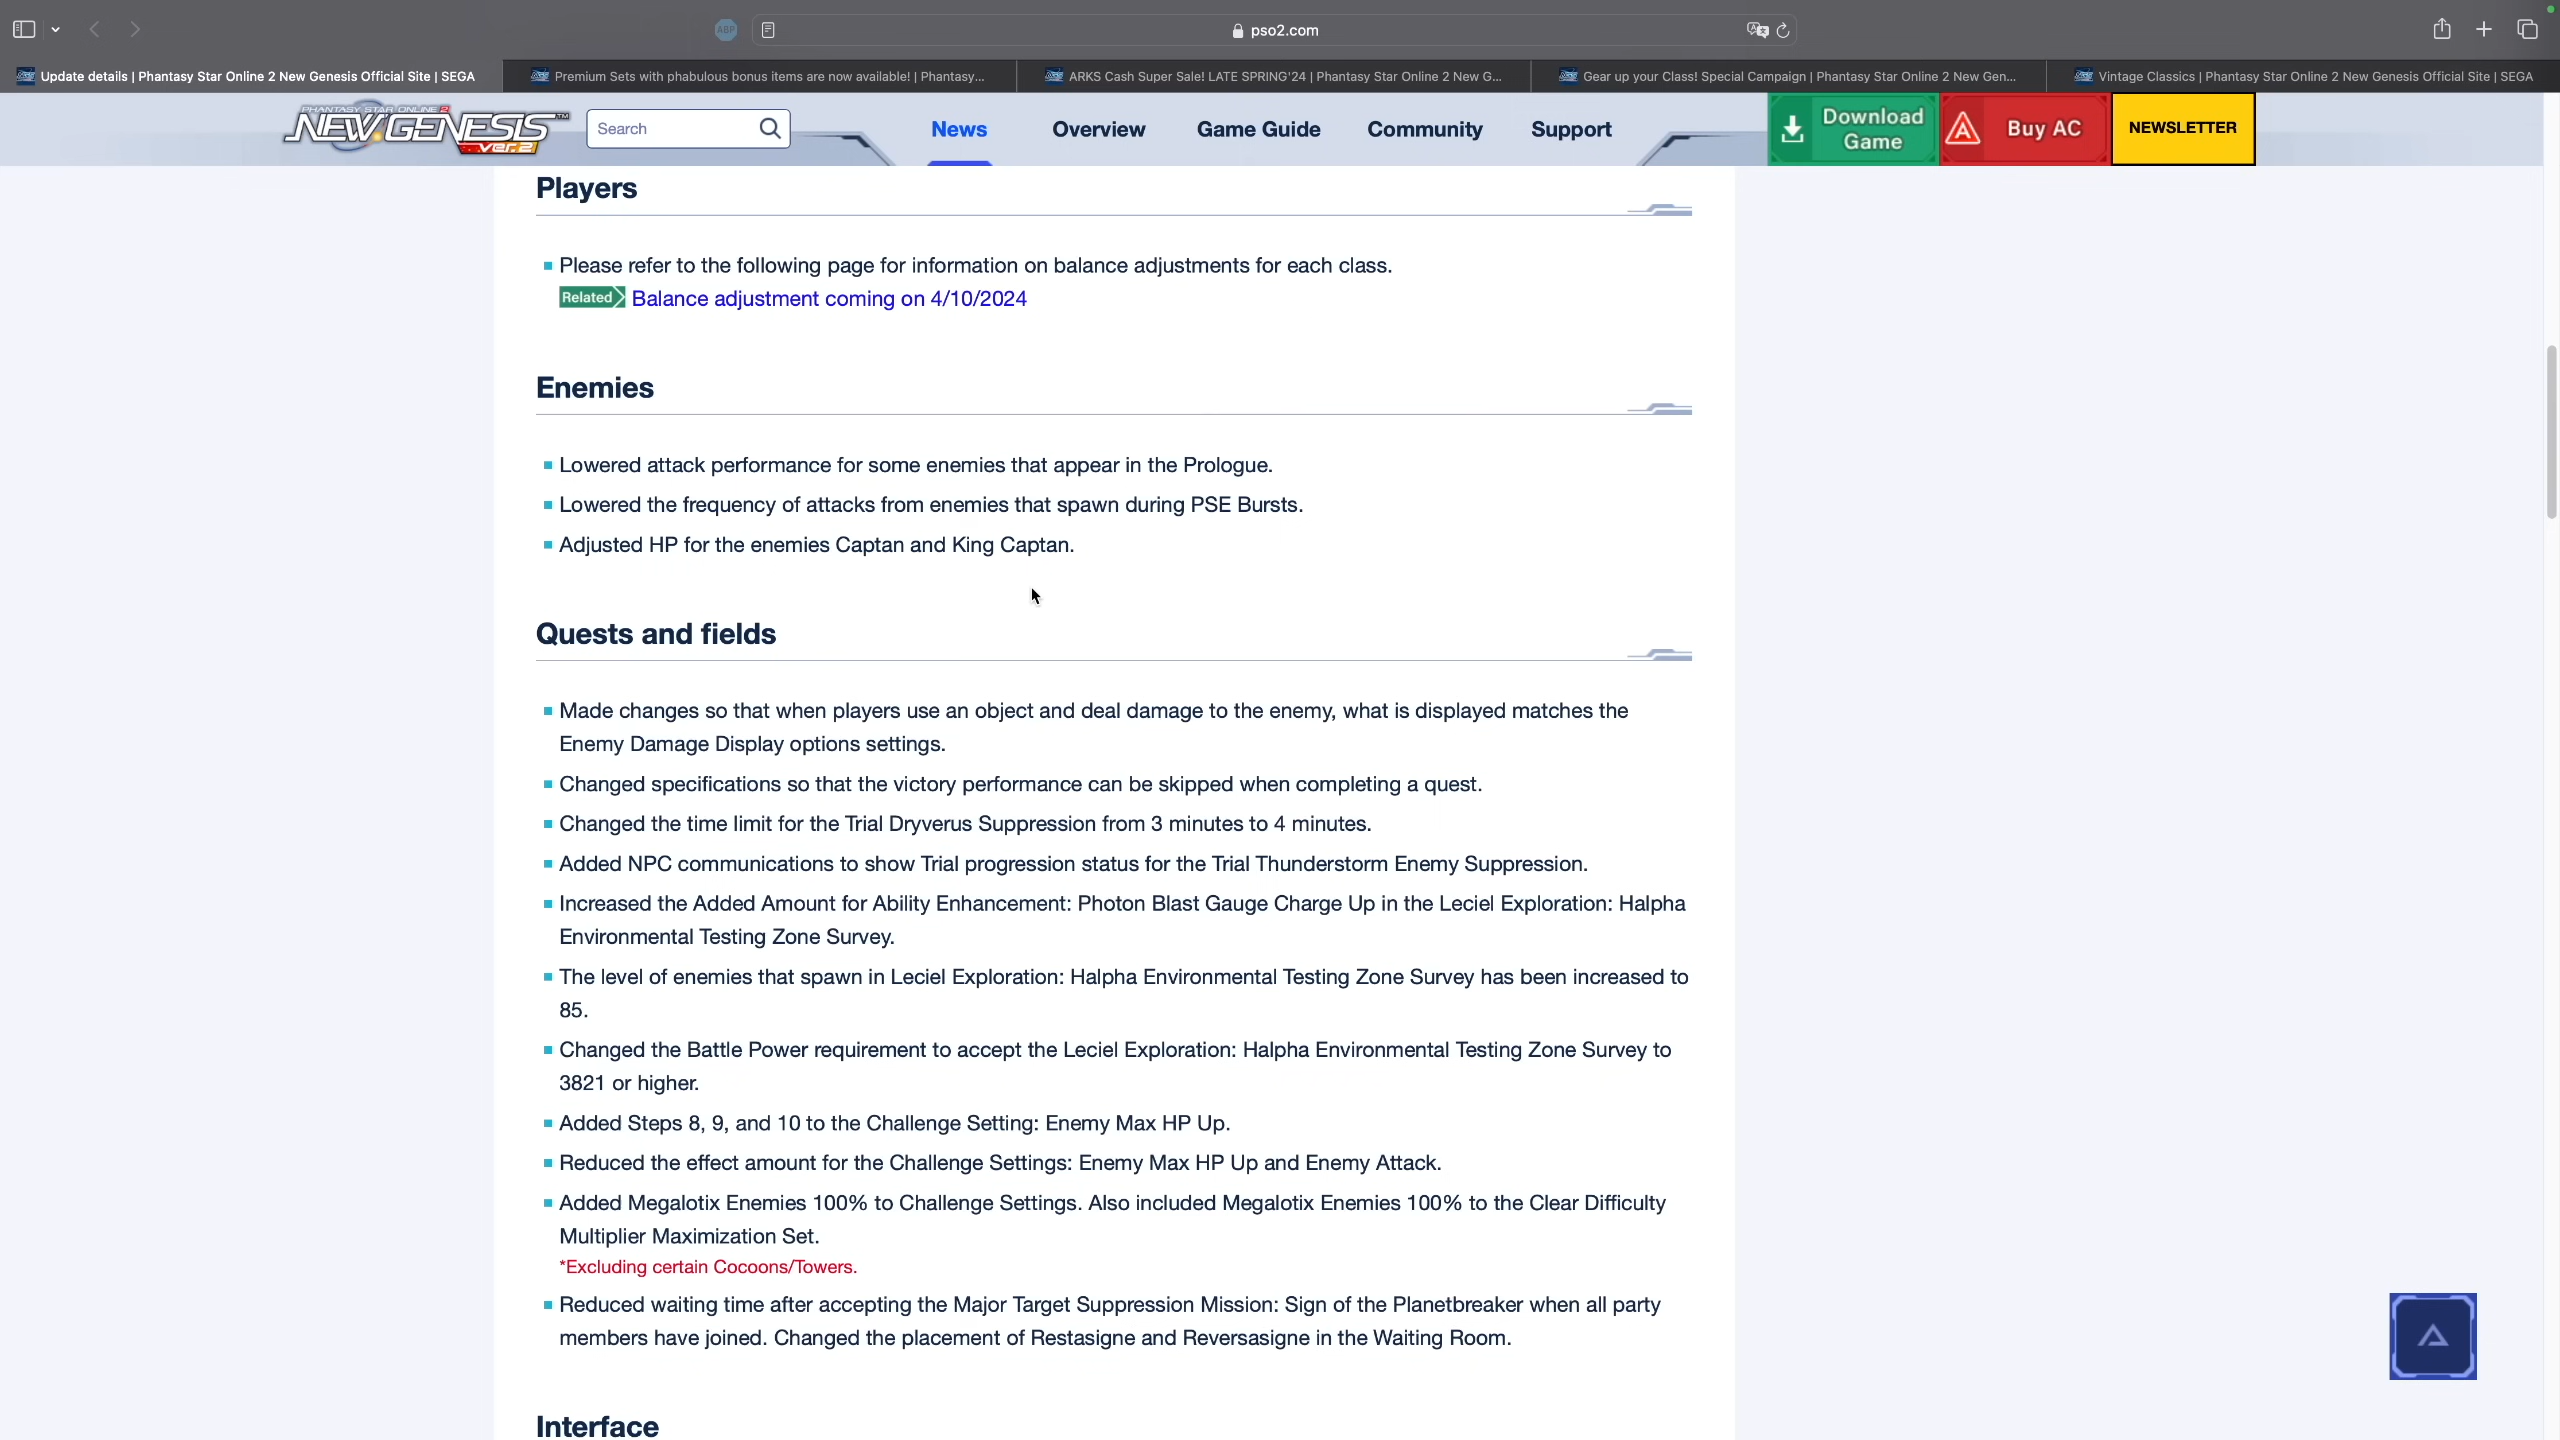 ABP
pso2.com
Update details | Phantasy Star Online 2 New Genesis Official Site | SEGA
Premium Sets with phabulous bonus items are now available! | Phantasy...
ARKS Cash Super Sale! LATE SPRING'24 | Phantasy Star Online 2 New G...
Gear up your Class! Special Campaign | Phantasy Star Online 2 New Gen...
Vintage Classics | Phantasy Star Online 2 New Genesis Official Site | SEGA
PHANTASY STAR ONLINE 2
NEW GENESIS™
ver.2
Search
News
Overview
Game Guide
Community
Support
Download
Game
Buy AC
NEWSLETTER
Players
Please refer to the following page for information on balance adjustments for each class.
Related Balance adjustment coming on 4/10/2024
Enemies
Lowered attack performance for some enemies that appear in the Prologue.
Lowered the frequency of attacks from enemies that spawn during PSE Bursts.
Adjusted HP for the enemies Captan and King Captan.
Quests and fields
Made changes so that when players use an object and deal damage to the enemy, what is displayed matches the
Enemy Damage Display options settings.
Changed specifications so that the victory performance can be skipped when completing a quest.
Changed the time limit for the Trial Dryverus Suppression from 3 minutes to 4 minutes.
Added NPC communications to show Trial progression status for the Trial Thunderstorm Enemy Suppression.
Increased the Added Amount for Ability Enhancement: Photon Blast Gauge Charge Up in the Leciel Exploration: Halpha
Environmental Testing Zone Survey.
The level of enemies that spawn in Leciel Exploration: Halpha Environmental Testing Zone Survey has been increased to
85.
Changed the Battle Power requirement to accept the Leciel Exploration: Halpha Environmental Testing Zone Survey to
3821 or higher.
Added Steps 8, 9, and 10 to the Challenge Setting: Enemy Max HP Up.
Reduced the effect amount for the Challenge Settings: Enemy Max HP Up and Enemy Attack.
Added Megalotix Enemies 100% to Challenge Settings. Also included Megalotix Enemies 100% to the Clear Difficulty
Multiplier Maximization Set.
*Excluding certain Cocoons/Towers.
Reduced waiting time after accepting the Major Target Suppression Mission: Sign of the Planetbreaker when all party
members have joined. Changed the placement of Restasigne and Reversasigne in the Waiting Room.
Interface